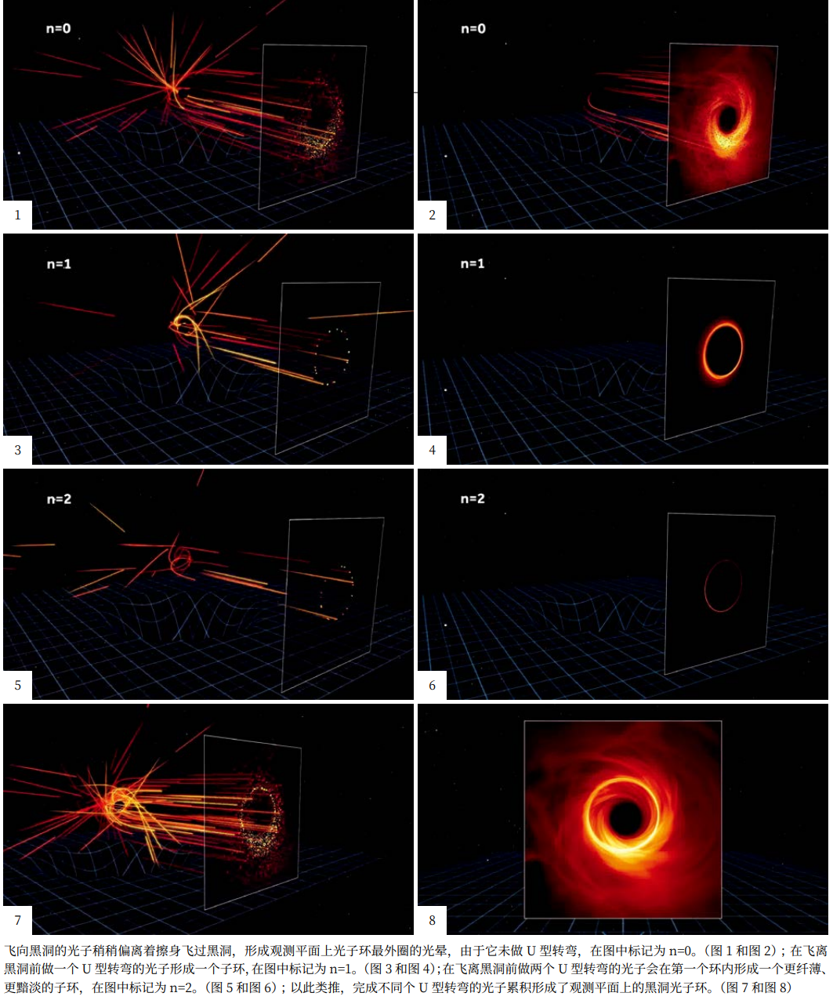 n=0
n=0
1
2
n=1
n=1
3
4
n=2
n=2
5
6
7
8
飞向黑洞的光子稍稍偏离着擦身飞过黑洞，形成观测平面上光子环最外圈的光晕，由于它未做 U 型转弯，在图中标记为 n=0。（图 1 和图 2）；在飞离
黑洞前做一个 U 型转弯的光子形成一个子环，在图中标记为 n=1。（图 3 和图 4）；在飞离黑洞前做两个 U 型转弯的光子会在第一个环内形成一个更纤薄、
更黯淡的子环，在图中标记为 n=2。（图 5 和图 6）；以此类推，完成不同个 U 型转弯的光子累积形成了观测平面上的黑洞光子环。（图 7 和图 8）